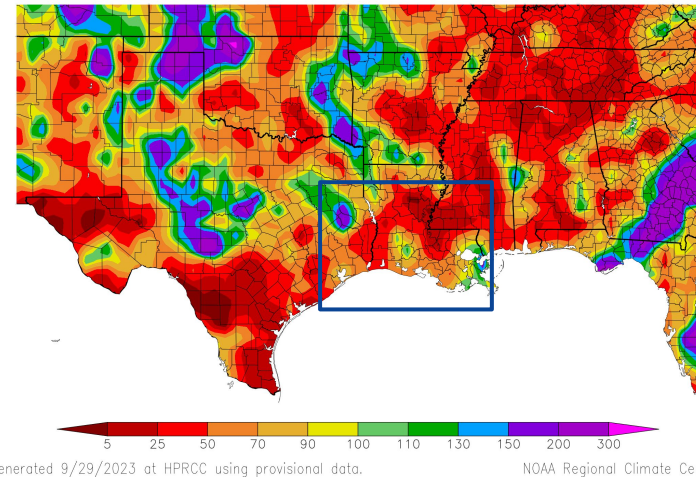 5 25 50 70 90 100 110 130 150 200 300
enerated 9/29/2023 at HPRCC using provisional data.
NOAA Regional Climate Ce